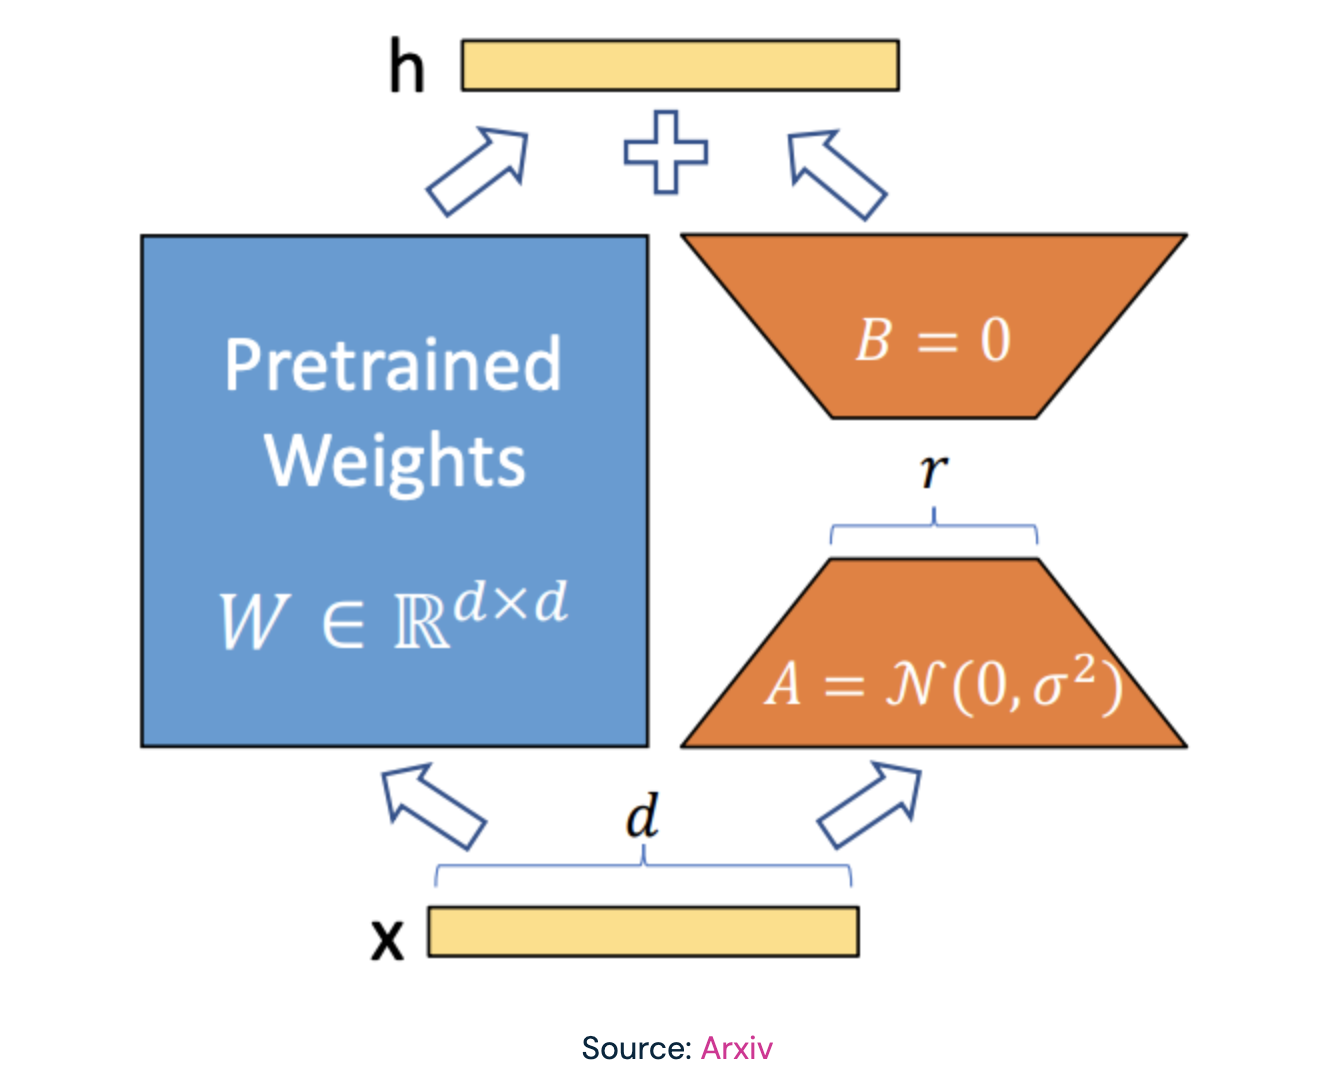 h
Pretrained
Weights
W ∈ ℝ^{d×d}
B = 0
r
A = 𝒩(0, σ²)
d
x
Source: Arxiv